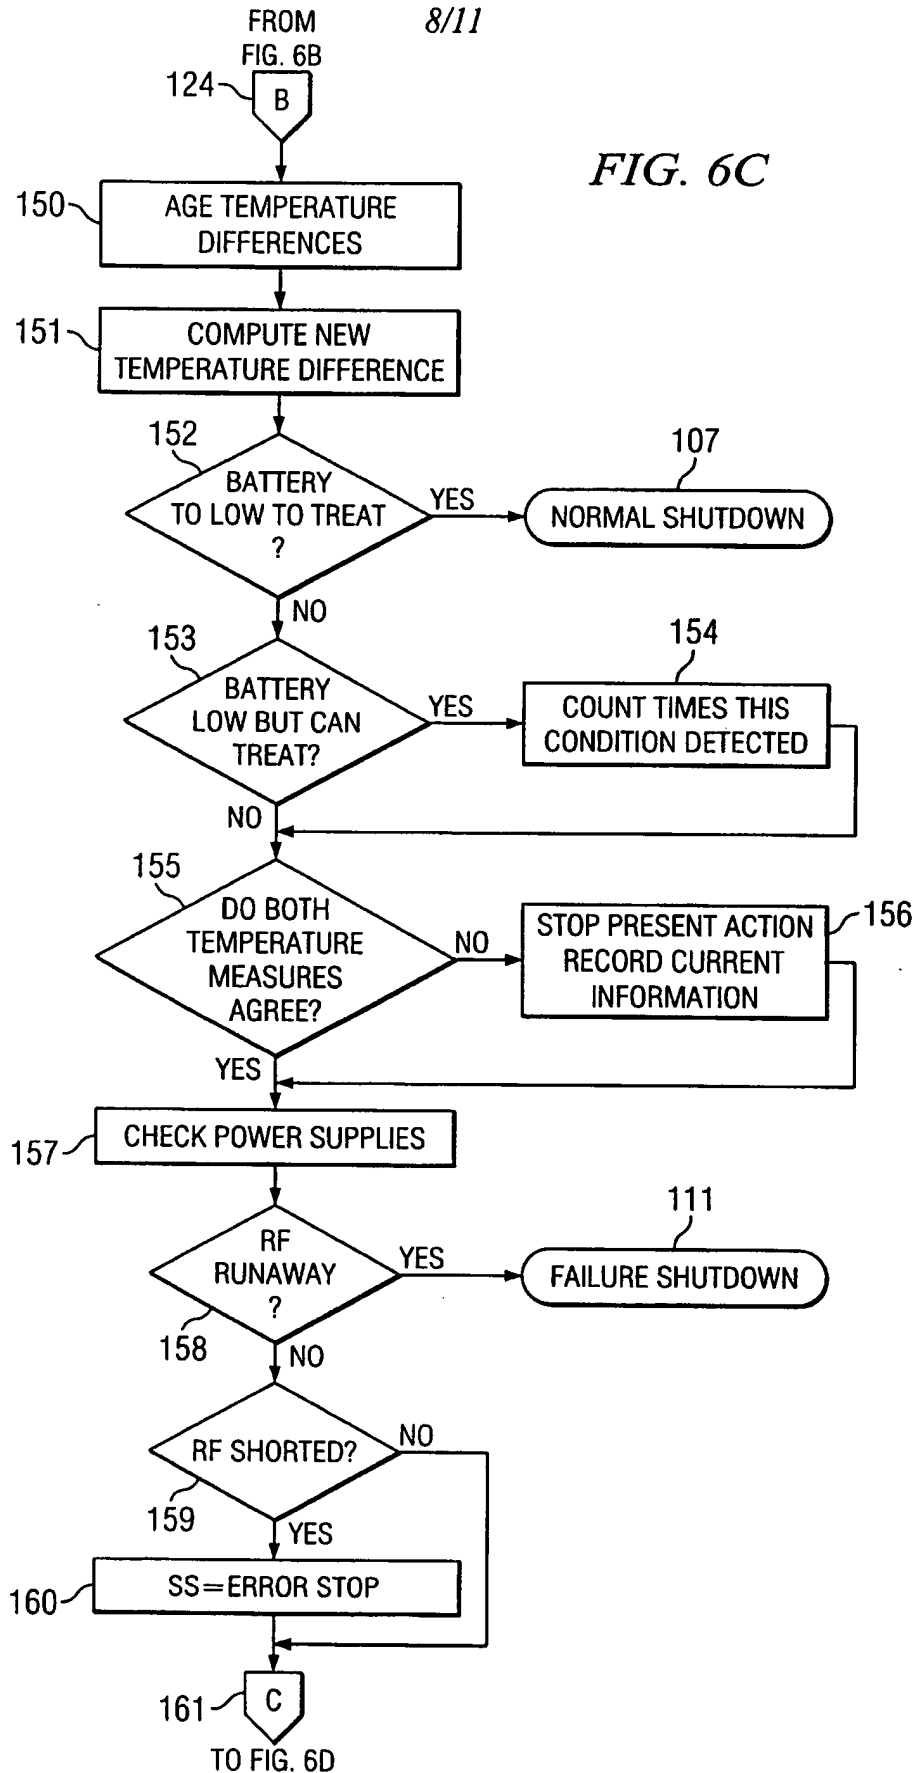 FROM
FIG. 6B
8/11
124
B
FIG. 6C
150
AGE TEMPERATURE
DIFFERENCES
151
COMPUTE NEW
TEMPERATURE DIFFERENCE
152
BATTERY
TO LOW TO TREAT
?
YES
107
NORMAL SHUTDOWN
NO
153
BATTERY
LOW BUT CAN
TREAT?
YES
154
COUNT TIMES THIS
CONDITION DETECTED
NO
155
DO BOTH
TEMPERATURE
MEASURES
AGREE?
NO
STOP PRESENT ACTION
RECORD CURRENT
INFORMATION
156
YES
157
CHECK POWER SUPPLIES
RF
RUNAWAY
?
158
YES
111
FAILURE SHUTDOWN
NO
RF SHORTED?
NO
159
YES
160
SS=ERROR STOP
161
C
TO FIG. 6D